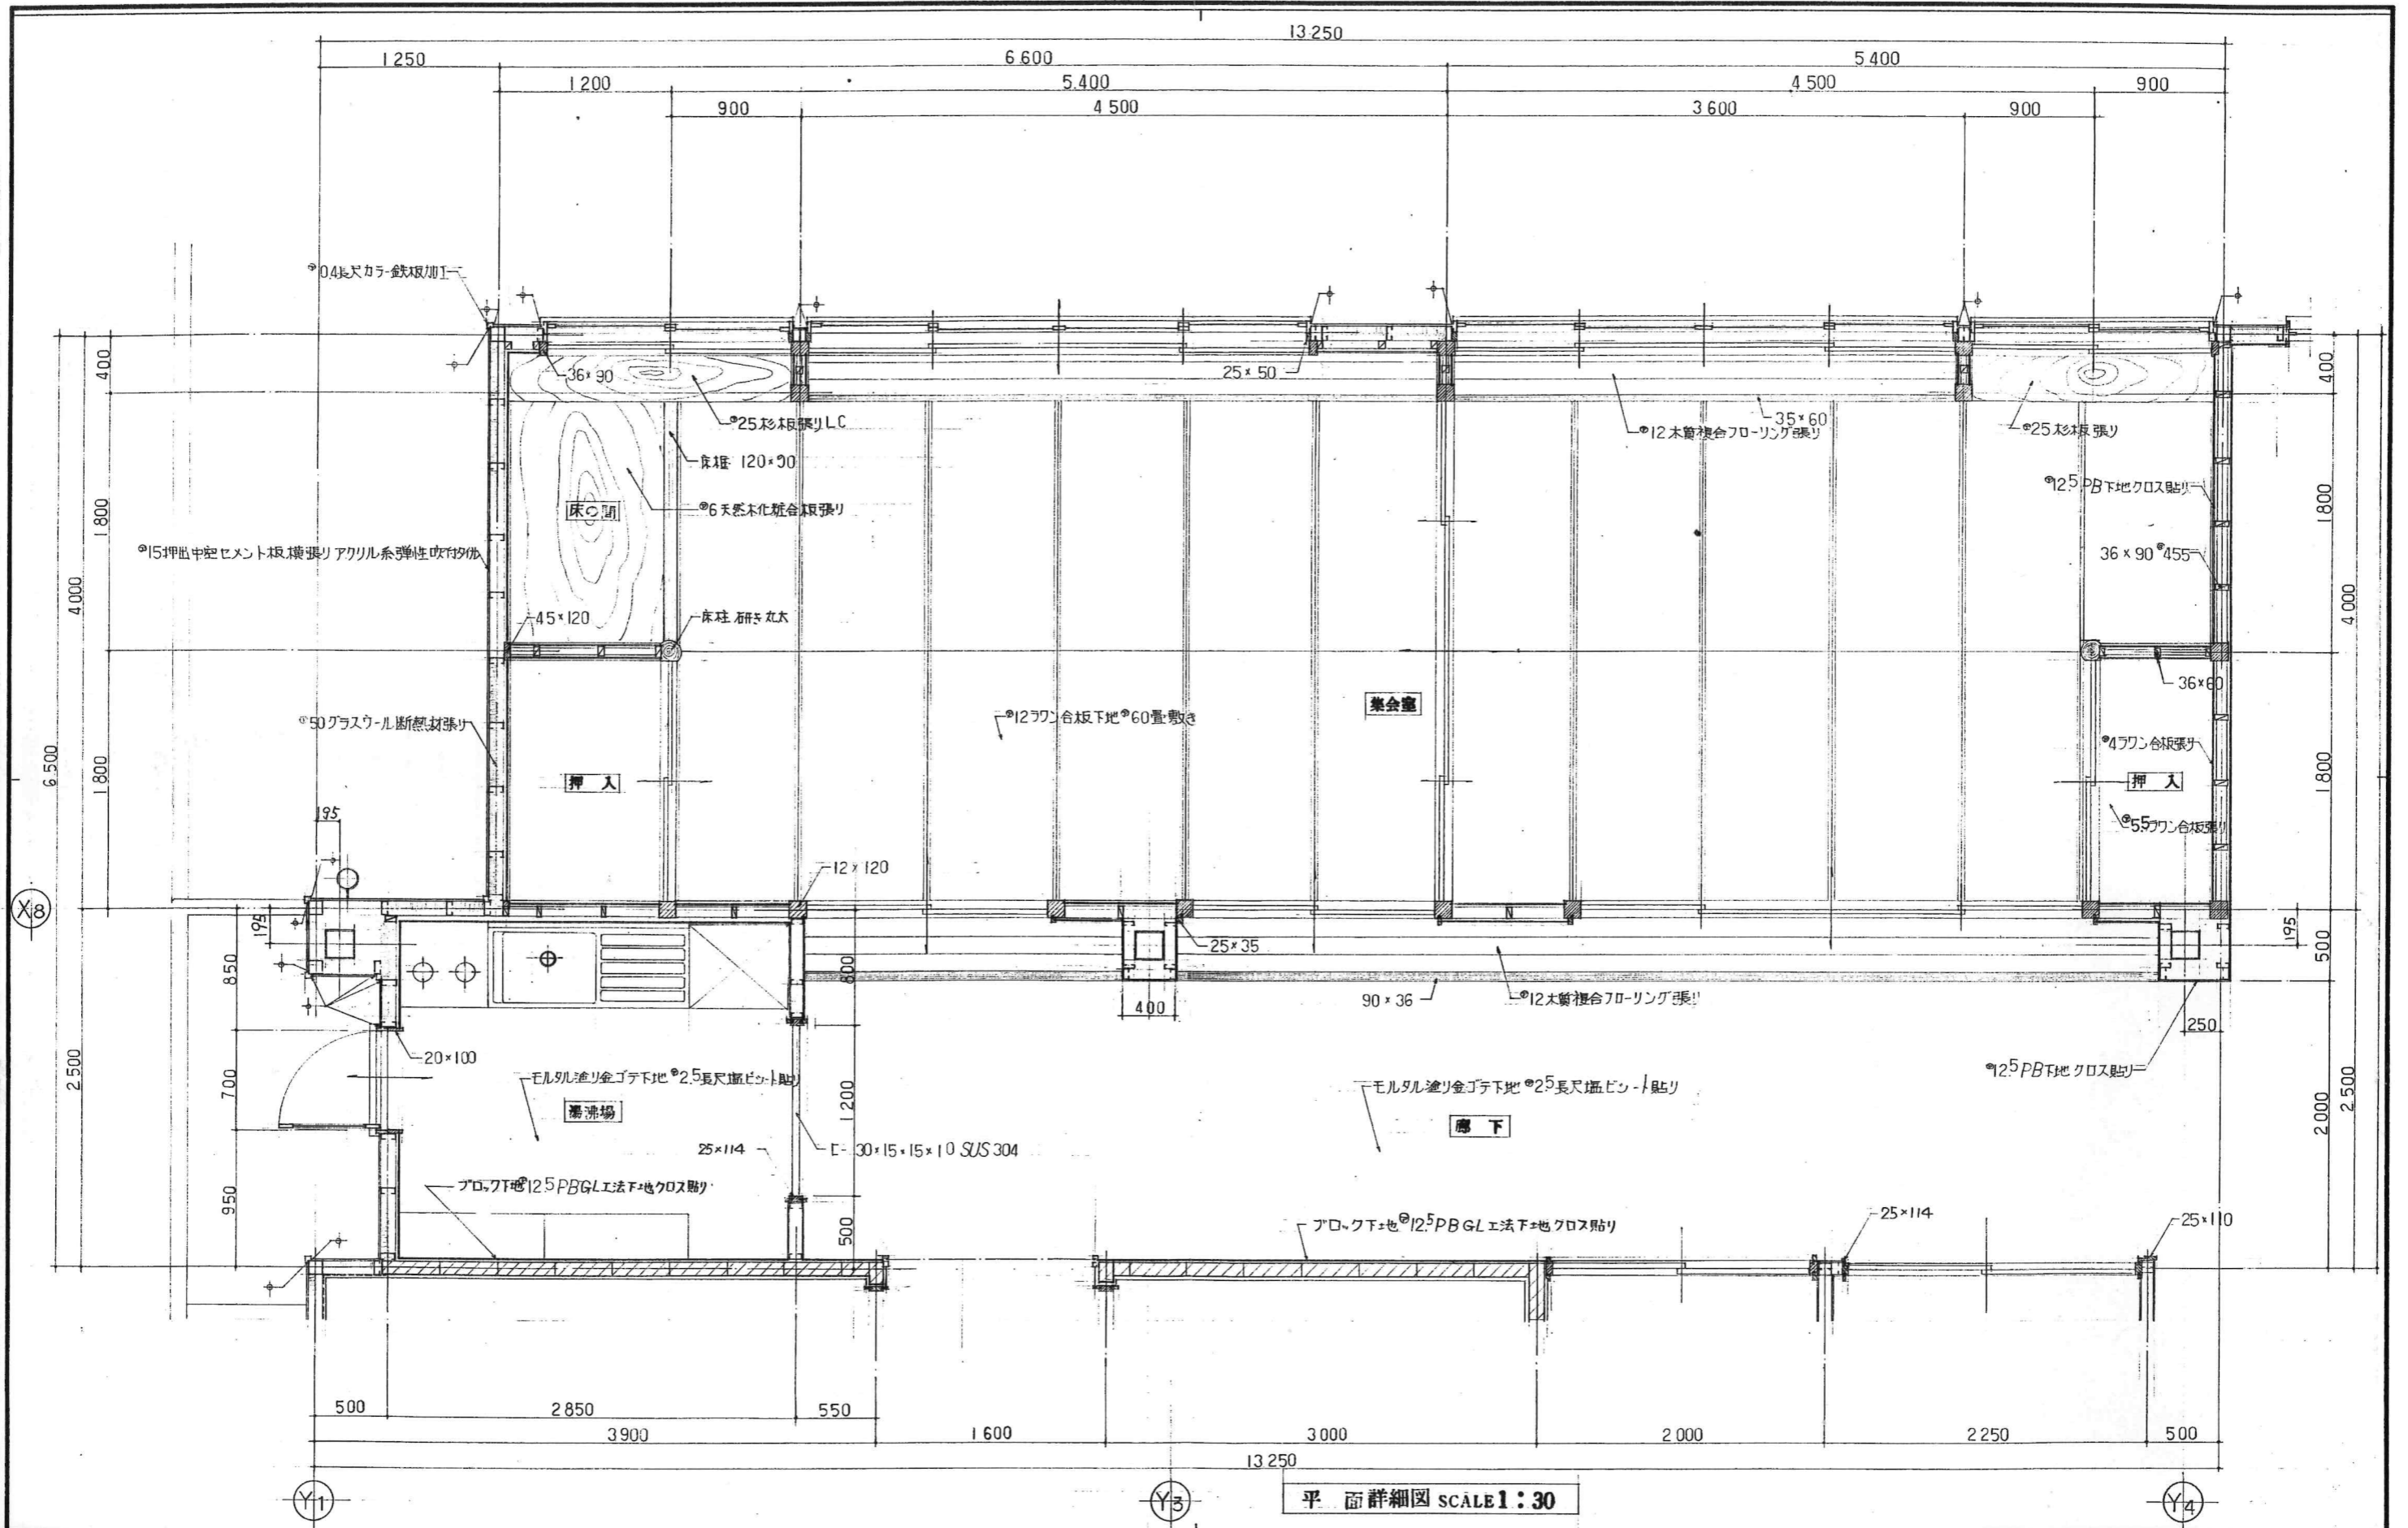 13 250
1 250
6 600
5 400
1 200
5.400
4 500
900
900
4 500
3 600
900
⑦0.4長尺カラー鉄板加工
400
36×90
25×50
400
35×60
⑦25杉板張りLC
⑦12木質複合フローリング張り
⑦25杉板張り
床框 120×90
⑦12.5 PB下地クロス貼り
1 800
床の間
⑦6天然木化粧合板張り
1 800
⑦15押出中空セメント板横張リアクリル系弾性吹付タイル
36×90 @455
4 000
4 000
45×120
床柱 研き丸太
36×60
⑦50グラスウール断熱材張り
⑦12ラワン合板下地⑦60畳敷き
集会室
⑦4ラワン合板張り
6 500
1 800
押 入
1 800
押 入
195
⑦5.5ラワン合板張り
12×120
X8
195
25×35
195
850
800
500
90×36
⑦12木質複合フローリング張り
400
250
20×100
2 500
700
モルタル塗り金ゴテ下地⑦2.5長尺塩ビシート貼り
モルタル塗り金ゴテ下地⑦2.5長尺塩ビシート貼り
⑦12.5PB下地クロス貼り
2 500
湯沸場
1 200
廊 下
2 000
25×114
C-30×15×15×1.0 SUS 304
950
ブロック下地⑦12.5PBGL工法下地クロス貼り
500
ブロック下地⑦12.5PBGL工法下地クロス貼り
25×114
25×110
500
2 850
550
3 900
1 600
3 000
2 000
2 250
500
13 250
Y1
Y3
平 面詳細図 SCALE 1：30
Y4